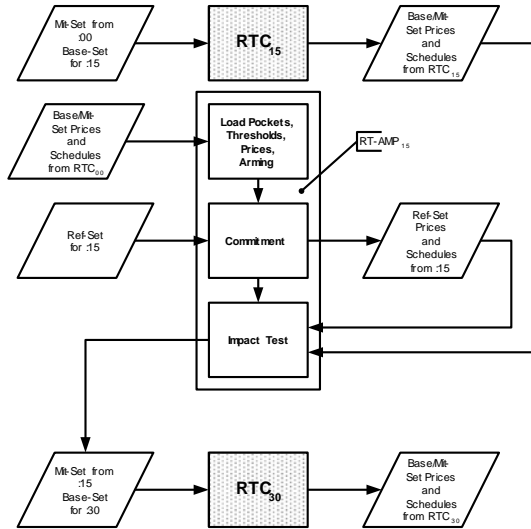 Mit-Set from
:00
Base-Set
for :15
RTC15
Base/Mit-
Set Prices
and
Schedules
from RTC15
Base/Mit-
Set Prices
and
Schedules
from RTC00
Load Pockets,
Thresholds,
Prices,
Arming
RT-AMP15
Ref-Set
for :15
Commitment
Ref-Set
Prices
and
Schedules
from :15
Impact Test
Mit-Set from
:15
Base-Set
for :30
RTC30
Base/Mit-
Set Prices
and
Schedules
from RTC30